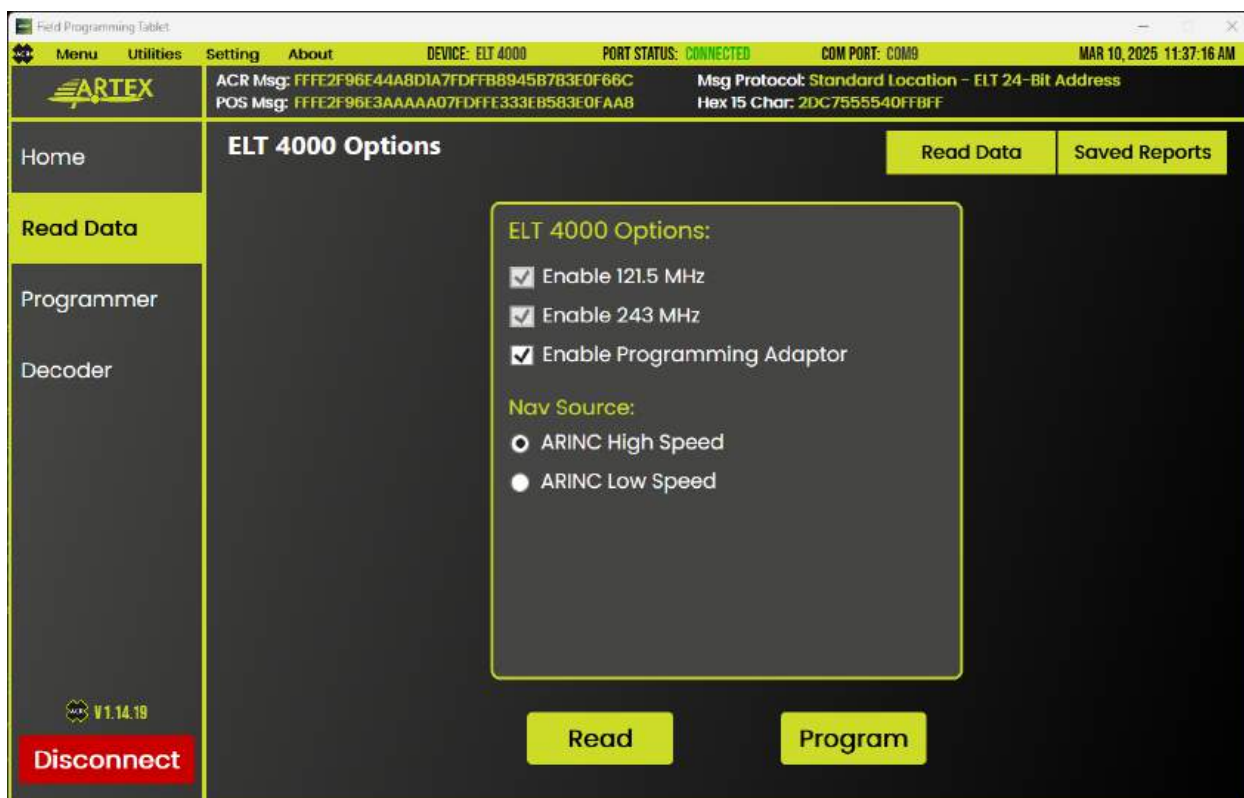 Field Programming Tablet
Menu Utilities Setting About DEVICE: ELT 4000 PORT STATUS: CONNECTED COM PORT: COM9 MAR 10, 2025 11:37:16 AM
ARTEX
ACR Msg: FFFE2F96E44A8D1A7FDFFB8945B783E0F66C Msg Protocol: Standard Location - ELT 24-Bit Address
POS Msg: FFFE2F96E3AAAAA07FDFFE333EB583E0FAA8 Hex 15 Char: 2DC7555540FFBFF
Home
Read Data
Programmer
Decoder
ELT 4000 Options
Read Data Saved Reports
ELT 4000 Options:
Enable 121.5 MHz
Enable 243 MHz
Enable Programming Adaptor
Nav Source:
ARINC High Speed
ARINC Low Speed
V 1.14.19
Disconnect
Read Program